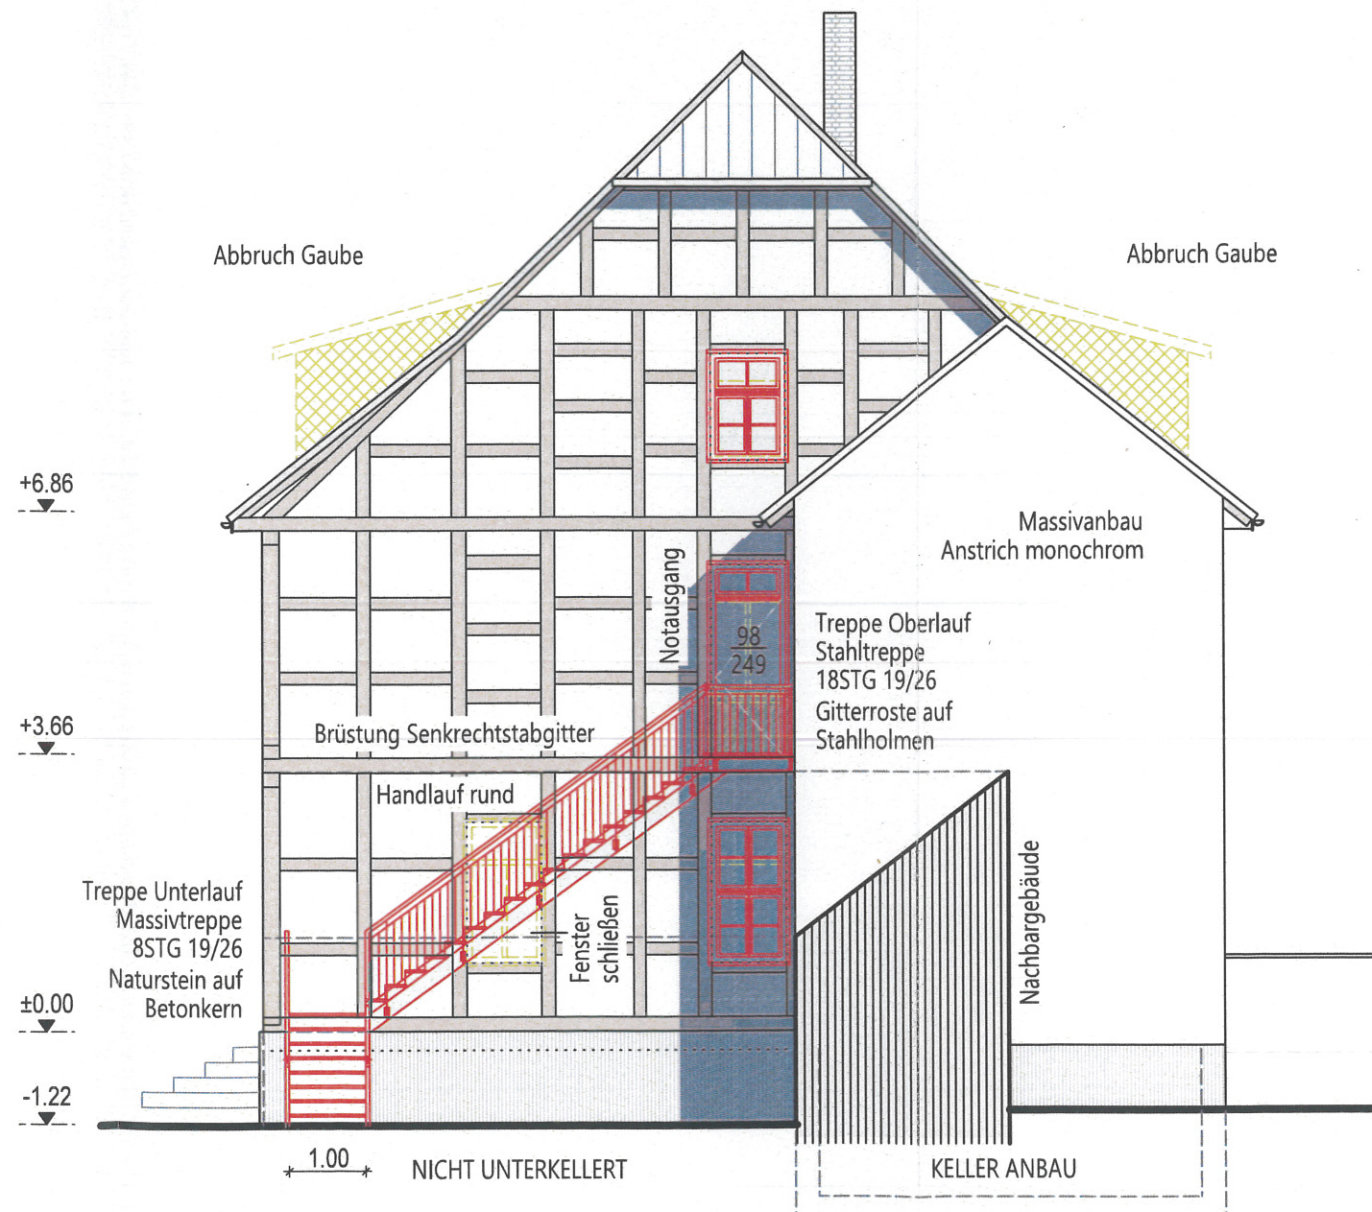 Abbruch Gaube
Abbruch Gaube
+6.86
Massivanbau
Anstrich monochrom
Notausgang
98
249
Treppe Oberlauf
Stahltreppe
18STG 19/26
Gitterroste auf
Stahlholmen
+3.66
Brüstung Senkrechtstabgitter
Handlauf rund
Treppe Unterlauf
Massivtreppe
8STG 19/26
Naturstein auf
Betonkern
Fenster
schließen
Nachbargebäude
±0.00
-1.22
1.00
NICHT UNTERKELLERT
KELLER ANBAU